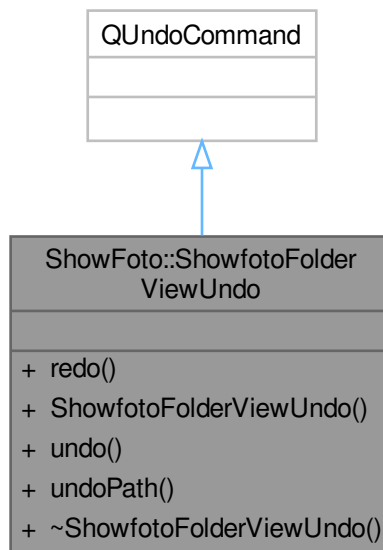 QUndoCommand
ShowFoto::ShowfotoFolder
ViewUndo
+ redo()
+ ShowfotoFolderViewUndo()
+ undo()
+ undoPath()
+ ~ShowfotoFolderViewUndo()